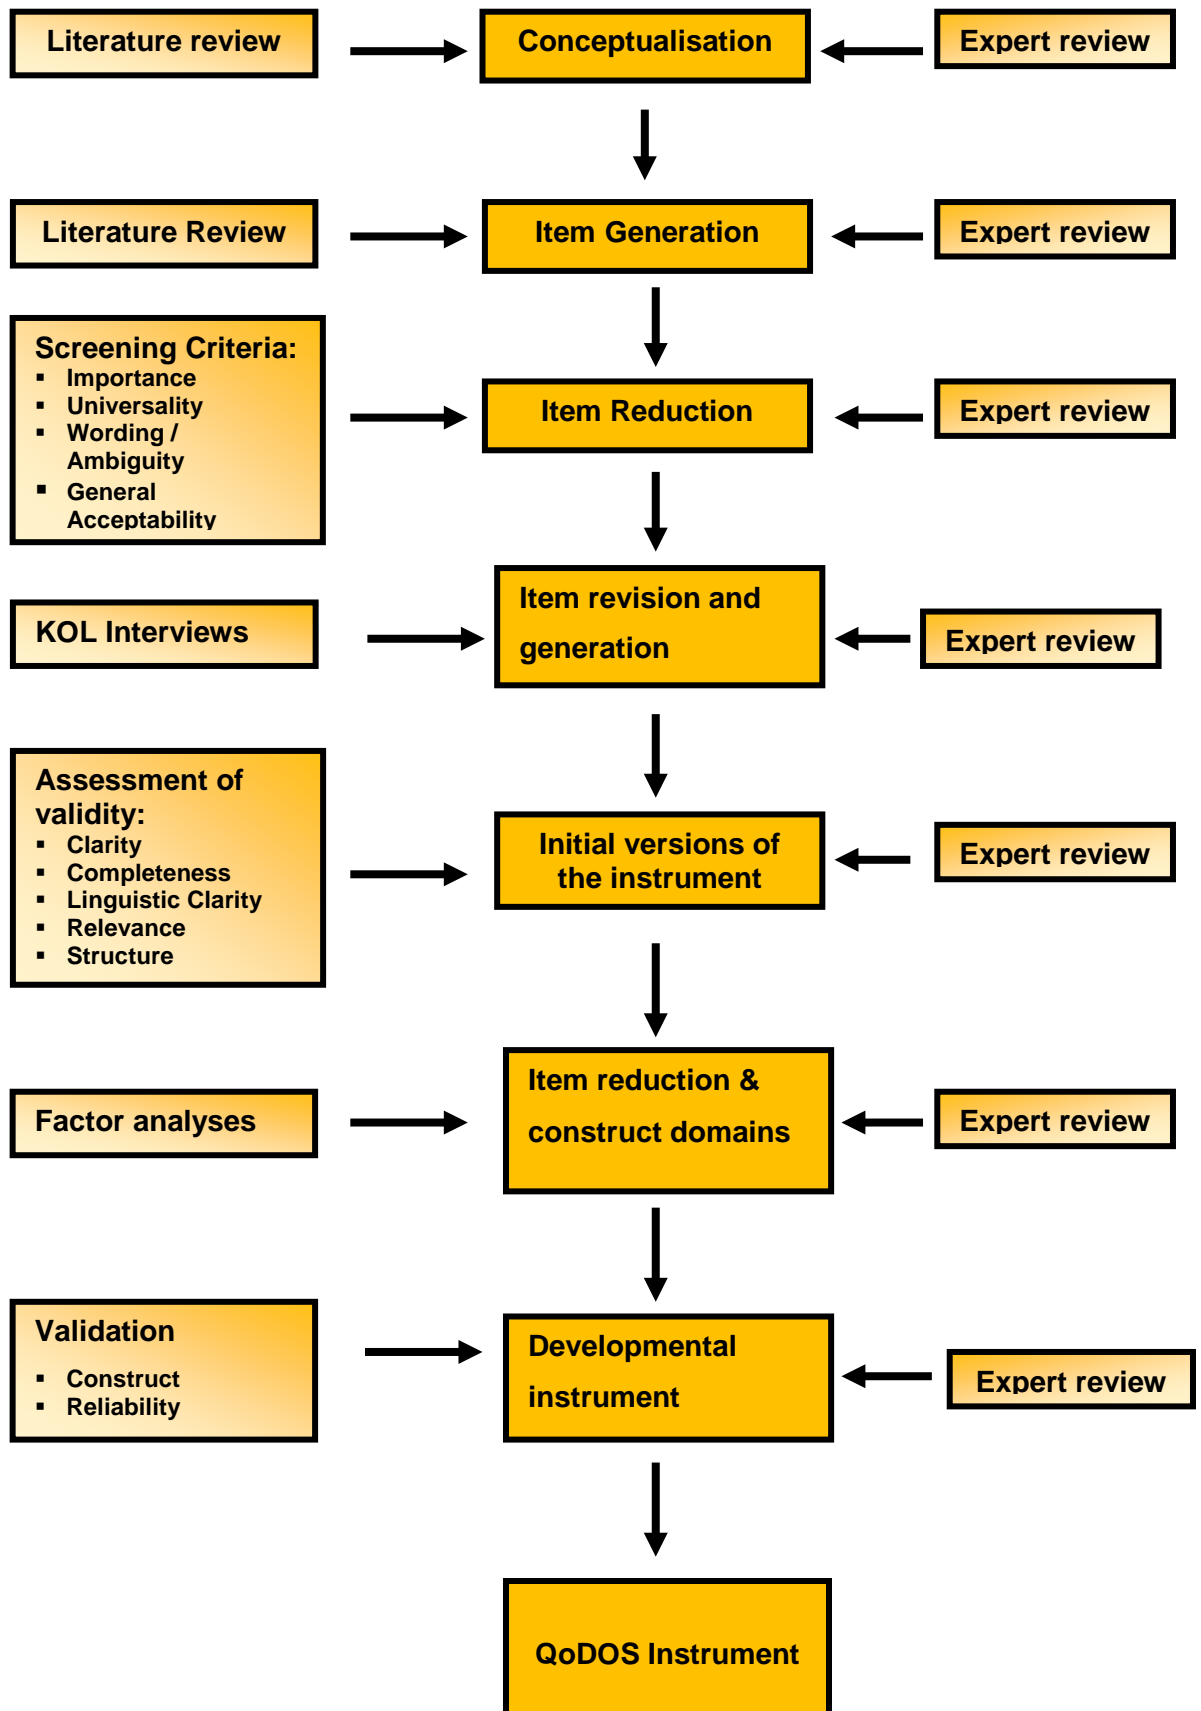 Literature review
Conceptualisation
Expert review
Literature Review
Item Generation
Expert review
Screening Criteria:
▪ Importance
▪ Universality
▪ Wording /
Ambiguity
▪ General
Acceptability
Item Reduction
Expert review
KOL Interviews
Item revision and
generation
Expert review
Assessment of
validity:
▪ Clarity
▪ Completeness
▪ Linguistic Clarity
▪ Relevance
▪ Structure
Initial versions of
the instrument
Expert review
Factor analyses
Item reduction &
construct domains
Expert review
Validation
▪ Construct
▪ Reliability
Developmental
instrument
Expert review
QoDOS Instrument